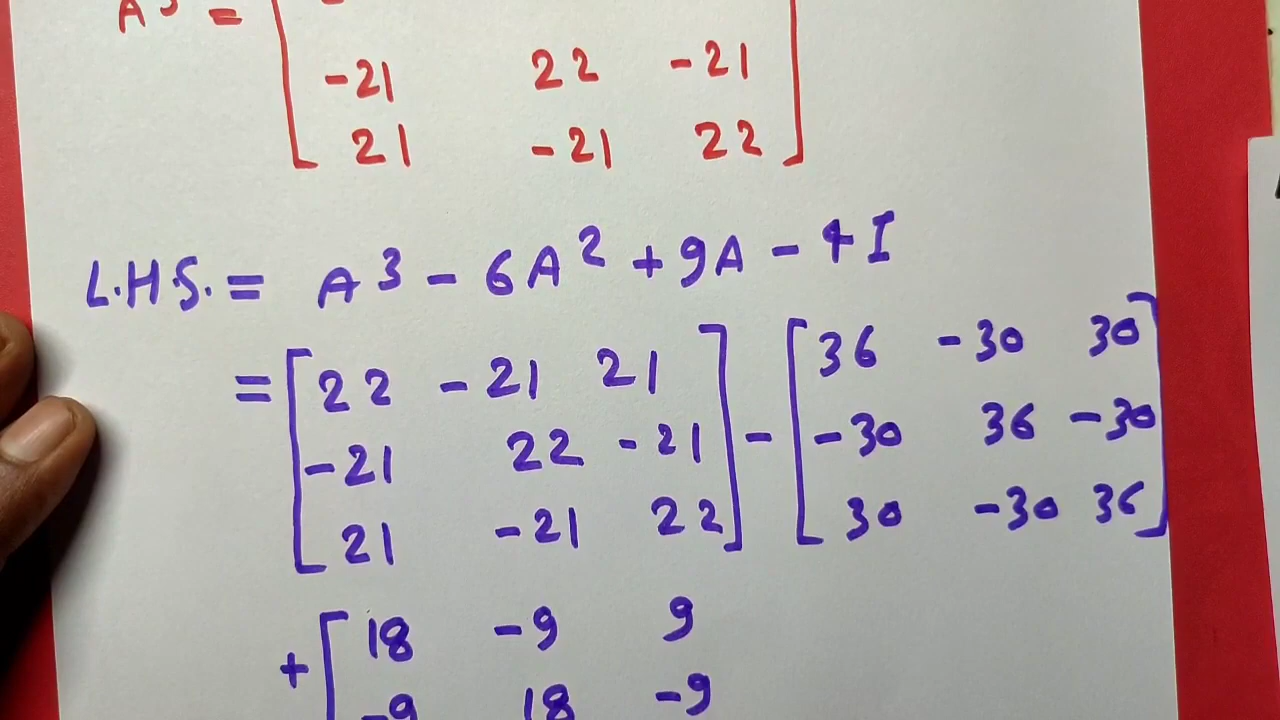 A³ =
-21 22 -21
21 -21 22
L.H.S. = A³ - 6A² + 9A - 4I
= [22 -21 21] - [36 -30 30]
-21 22 -21 -30 36 -30
21 -21 22 30 -30 36
+ [18 -9 9
-9 18 -9